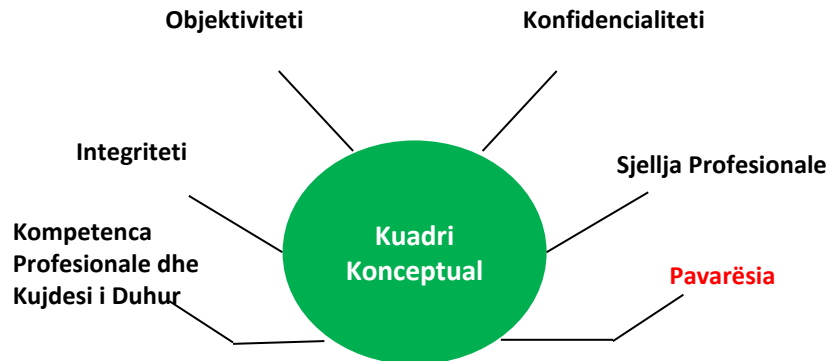 Objektiviteti
Konfidencialiteti
Integriteti
Sjellja Profesionale
Kompetenca
Profesionale dhe
Kujdesi i Duhur
Kuadri
Konceptual
Pavarësia